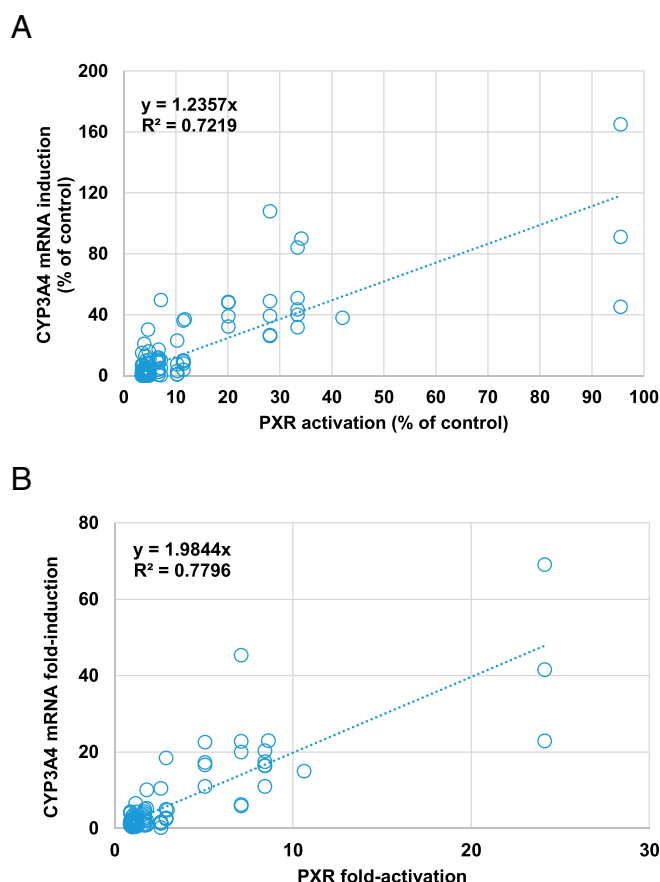 A
200
160
120
80
40
0
CYP3A4 mRNA induction
(% of control)
y = 1.2357x
R² = 0.7219
0 10 20 30 40 50 60 70 80 90 100
PXR activation (% of control)
B
80
60
40
20
0
CYP3A4 mRNA fold-induction
y = 1.9844x
R² = 0.7796
0 10 20 30
PXR fold-activation